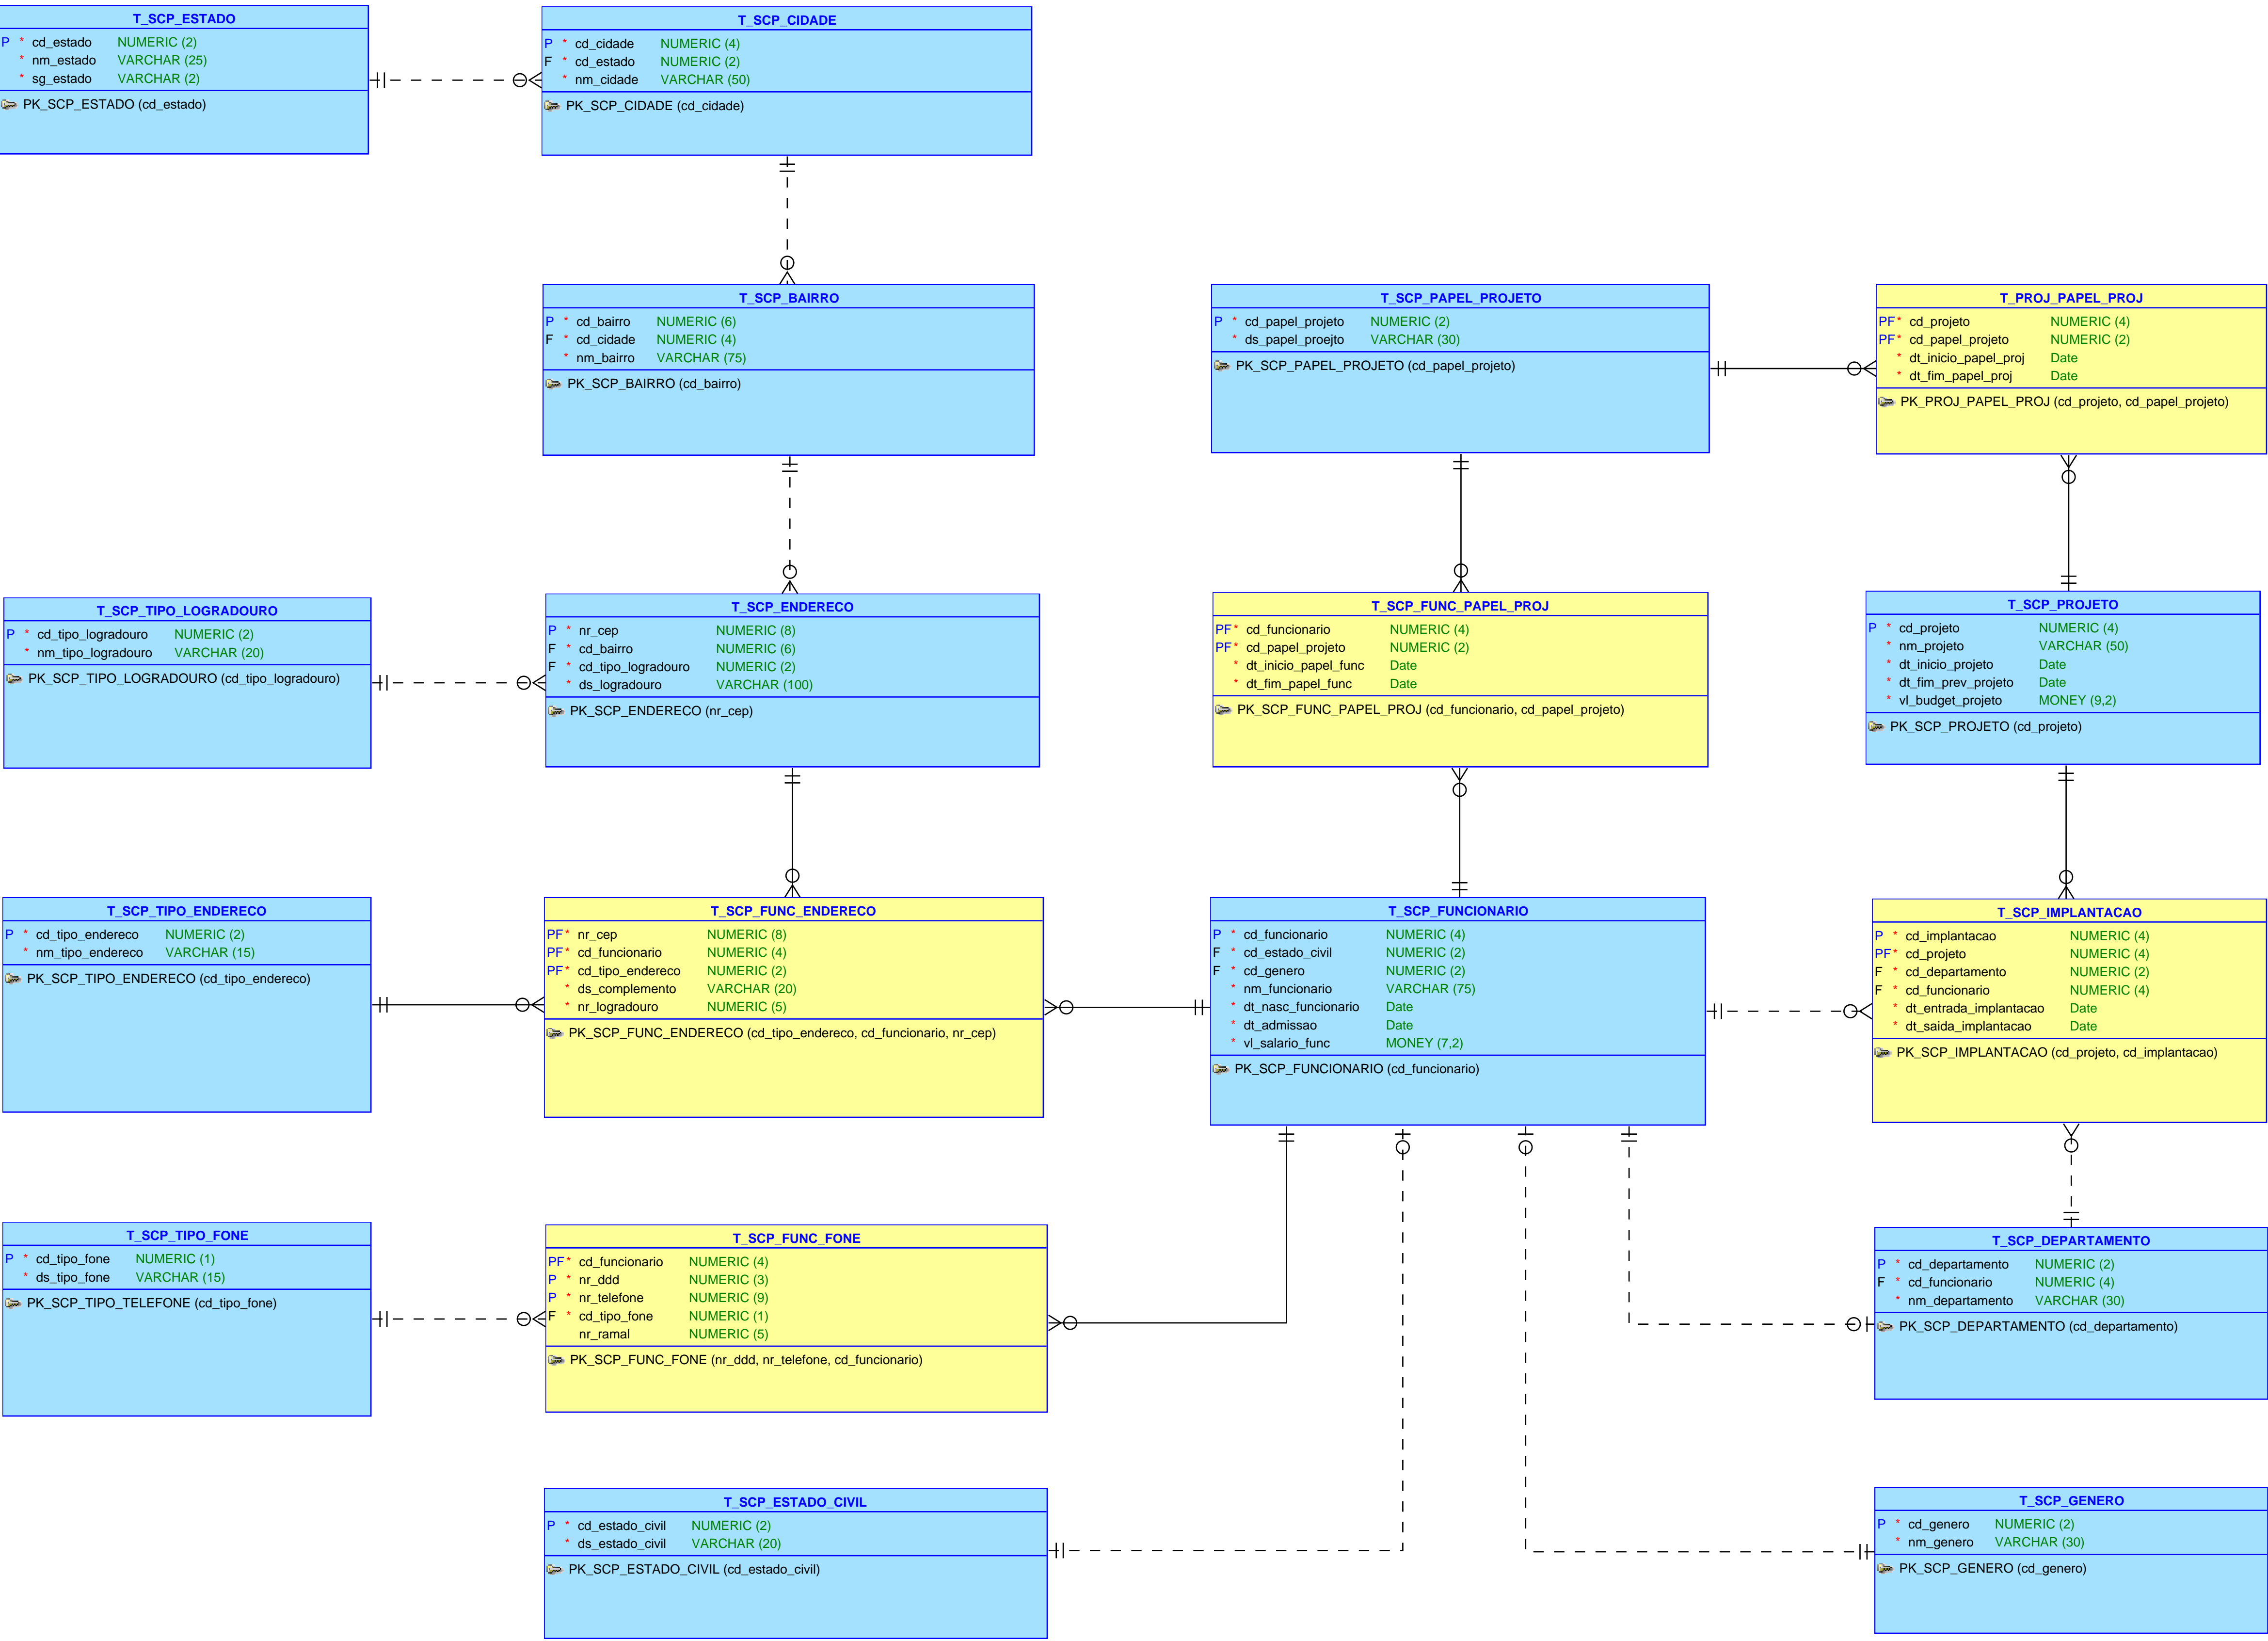 T_SCP_ESTADO
P * cd_estado NUMERIC (2)
* nm_estado VARCHAR (25)
* sg_estado VARCHAR (2)
PK_SCP_ESTADO (cd_estado)
T_SCP_CIDADE
P * cd_cidade NUMERIC (4)
F * cd_estado NUMERIC (2)
* nm_cidade VARCHAR (50)
PK_SCP_CIDADE (cd_cidade)
T_SCP_BAIRRO
P * cd_bairro NUMERIC (6)
F * cd_cidade NUMERIC (4)
* nm_bairro VARCHAR (75)
PK_SCP_BAIRRO (cd_bairro)
T_SCP_PAPEL_PROJETO
P * cd_papel_projeto NUMERIC (2)
* ds_papel_proejto VARCHAR (30)
PK_SCP_PAPEL_PROJETO (cd_papel_projeto)
T_PROJ_PAPEL_PROJ
PF* cd_projeto NUMERIC (4)
PF* cd_papel_projeto NUMERIC (2)
* dt_inicio_papel_proj Date
* dt_fim_papel_proj Date
PK_PROJ_PAPEL_PROJ (cd_projeto, cd_papel_projeto)
T_SCP_TIPO_LOGRADOURO
P * cd_tipo_logradouro NUMERIC (2)
* nm_tipo_logradouro VARCHAR (20)
PK_SCP_TIPO_LOGRADOURO (cd_tipo_logradouro)
T_SCP_ENDERECO
P * nr_cep NUMERIC (8)
F * cd_bairro NUMERIC (6)
F * cd_tipo_logradouro NUMERIC (2)
* ds_logradouro VARCHAR (100)
PK_SCP_ENDERECO (nr_cep)
T_SCP_FUNC_PAPEL_PROJ
PF* cd_funcionario NUMERIC (4)
PF* cd_papel_projeto NUMERIC (2)
* dt_inicio_papel_func Date
* dt_fim_papel_func Date
PK_SCP_FUNC_PAPEL_PROJ (cd_funcionario, cd_papel_projeto)
T_SCP_PROJETO
P * cd_projeto NUMERIC (4)
* nm_projeto VARCHAR (50)
* dt_inicio_projeto Date
* dt_fim_prev_projeto Date
* vl_budget_projeto MONEY (9,2)
PK_SCP_PROJETO (cd_projeto)
T_SCP_TIPO_ENDERECO
P * cd_tipo_endereco NUMERIC (2)
* nm_tipo_endereco VARCHAR (15)
PK_SCP_TIPO_ENDERECO (cd_tipo_endereco)
T_SCP_FUNC_ENDERECO
PF* nr_cep NUMERIC (8)
PF* cd_funcionario NUMERIC (4)
PF* cd_tipo_endereco NUMERIC (2)
* ds_complemento VARCHAR (20)
* nr_logradouro NUMERIC (5)
PK_SCP_FUNC_ENDERECO (cd_tipo_endereco, cd_funcionario, nr_cep)
T_SCP_FUNCIONARIO
P * cd_funcionario NUMERIC (4)
F * cd_estado_civil NUMERIC (2)
F * cd_genero NUMERIC (2)
* nm_funcionario VARCHAR (75)
* dt_nasc_funcionario Date
* dt_admissao Date
* vl_salario_func MONEY (7,2)
PK_SCP_FUNCIONARIO (cd_funcionario)
T_SCP_IMPLANTACAO
P * cd_implantacao NUMERIC (4)
PF* cd_projeto NUMERIC (4)
F * cd_departamento NUMERIC (2)
F * cd_funcionario NUMERIC (4)
* dt_entrada_implantacao Date
* dt_saida_implantacao Date
PK_SCP_IMPLANTACAO (cd_projeto, cd_implantacao)
T_SCP_TIPO_FONE
P * cd_tipo_fone NUMERIC (1)
* ds_tipo_fone VARCHAR (15)
PK_SCP_TIPO_TELEFONE (cd_tipo_fone)
T_SCP_FUNC_FONE
PF* cd_funcionario NUMERIC (4)
P * nr_ddd NUMERIC (3)
P * nr_telefone NUMERIC (9)
F * cd_tipo_fone NUMERIC (1)
nr_ramal NUMERIC (5)
PK_SCP_FUNC_FONE (nr_ddd, nr_telefone, cd_funcionario)
T_SCP_DEPARTAMENTO
P * cd_departamento NUMERIC (2)
F * cd_funcionario NUMERIC (4)
* nm_departamento VARCHAR (30)
PK_SCP_DEPARTAMENTO (cd_departamento)
T_SCP_ESTADO_CIVIL
P * cd_estado_civil NUMERIC (2)
* ds_estado_civil VARCHAR (20)
PK_SCP_ESTADO_CIVIL (cd_estado_civil)
T_SCP_GENERO
P * cd_genero NUMERIC (2)
* nm_genero VARCHAR (30)
PK_SCP_GENERO (cd_genero)